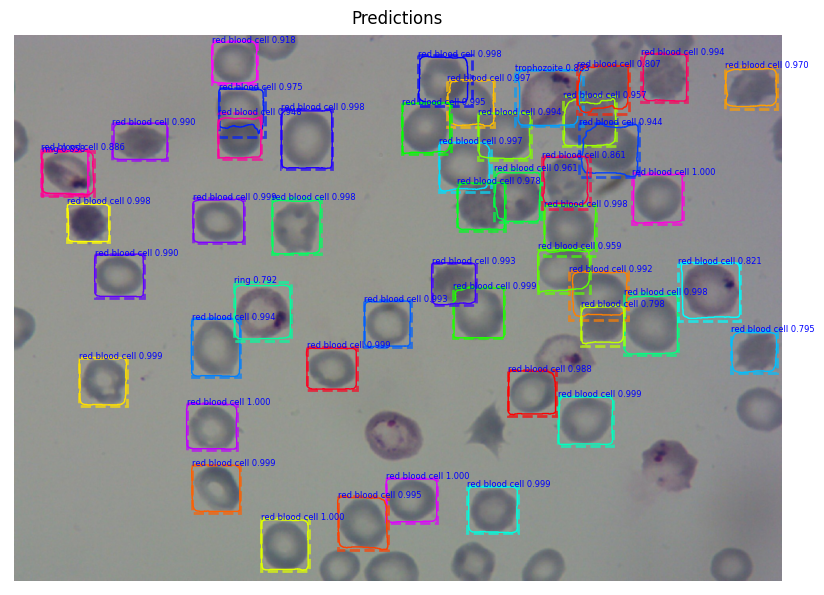 Predictions
red blood cell 0.918
red blood cell 0.998
red blood cell 0.994
red blood cell 0.807
red blood cell 0.970
red blood cell 0.997
red blood cell 0.975
red blood cell 0.957
red blood cell 0.995
red blood cell 0.998
red blood cell 0.948
red blood cell 0.994
red blood cell 0.990
red blood cell 0.944
red blood cell 0.997
red blood cell 0.886
red blood cell 0.861
red blood cell 0.961
red blood cell 1.000
red blood cell 0.978
red blood cell 0.998
red blood cell 0.999
red blood cell 0.998
red blood cell 0.998
red blood cell 0.959
red blood cell 0.990
red blood cell 0.993
red blood cell 0.821
red blood cell 0.992
ring 0.792
red blood cell 0.999
red blood cell 0.998
red blood cell 0.993
red blood cell 0.798
red blood cell 0.994
red blood cell 0.795
red blood cell 0.999
red blood cell 0.999
red blood cell 0.988
red blood cell 0.999
red blood cell 1.000
red blood cell 0.999
red blood cell 1.000
red blood cell 0.999
red blood cell 0.995
red blood cell 1.000